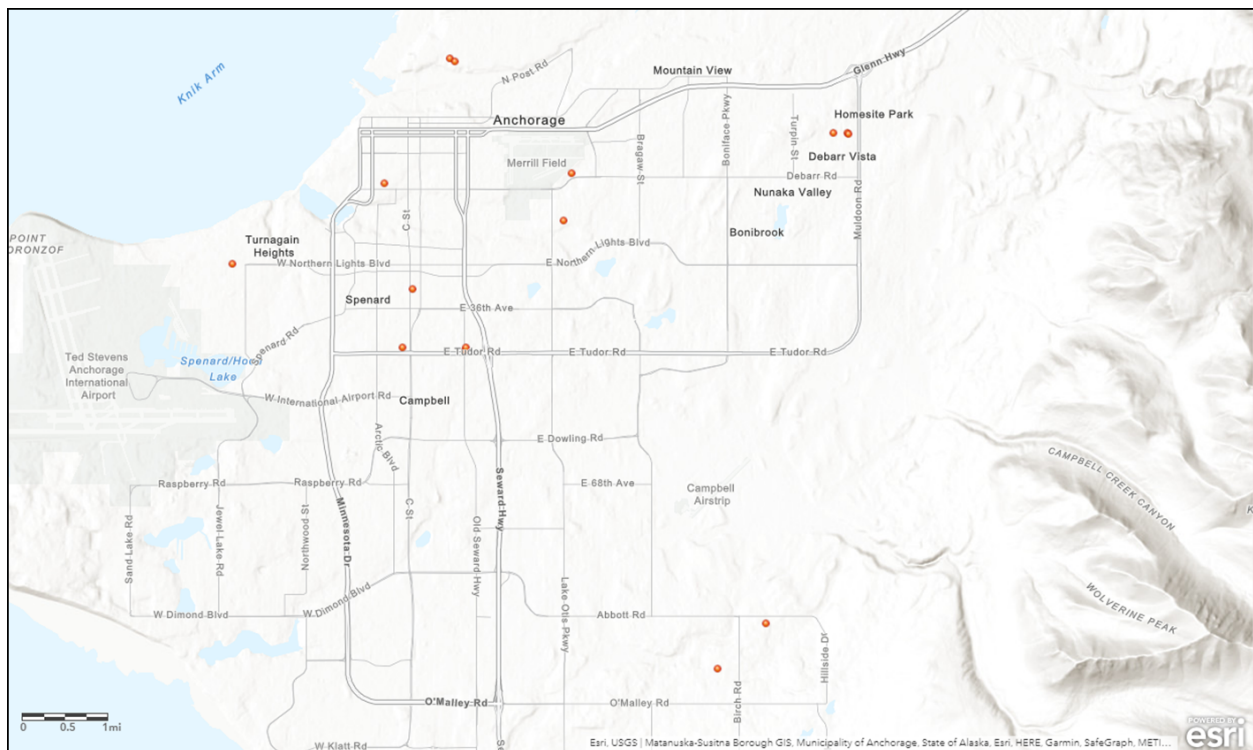 Knik Arm
N Post Rd
Mountain View
Glenn Hwy
Anchorage
Homesite Park
Boniface Pkwy
Turpin St
Bragaw St
Merrill Field
Debarr Vista
Debarr Rd
Nunaka Valley
Muldoon Rd
C St
Bonibrook
POINT
ORONZOF
Turnagain
Heights
W Northern Lights Blvd
E Northern Lights Blvd
Spenard
E 36th Ave
Spenard Rd
Ted Stevens
Anchorage
International
Airport
Spenard/Hoo
Lake
E Tudor Rd
E Tudor Rd
E Tudor Rd
W International Airport Rd
Campbell
Arctic Blvd
E Dowling Rd
CAMPBELL CREEK CANYON
Raspberry Rd
Raspberry Rd
E 68th Ave
Campbell
Airstrip
K
Sand Lake Rd
Jewel Lake Rd
Northwood St
Minnesota Dr
C St
Old Seward Hwy
Seward Hwy
Lake Otis Pkwy
W Dimond Blvd
W Dimond Blvd
Abbott Rd
WOLVERINE PEAK
Hillside Dr
Birch Rd
O'Malley Rd
O'Malley Rd
0 0.5 1mi
W Klatt Rd
POWERED BY
esri
Esri, USGS | Matanuska-Susitna Borough GIS, Municipality of Anchorage, State of Alaska, Esri, HERE, Garmin, SafeGraph, METI...